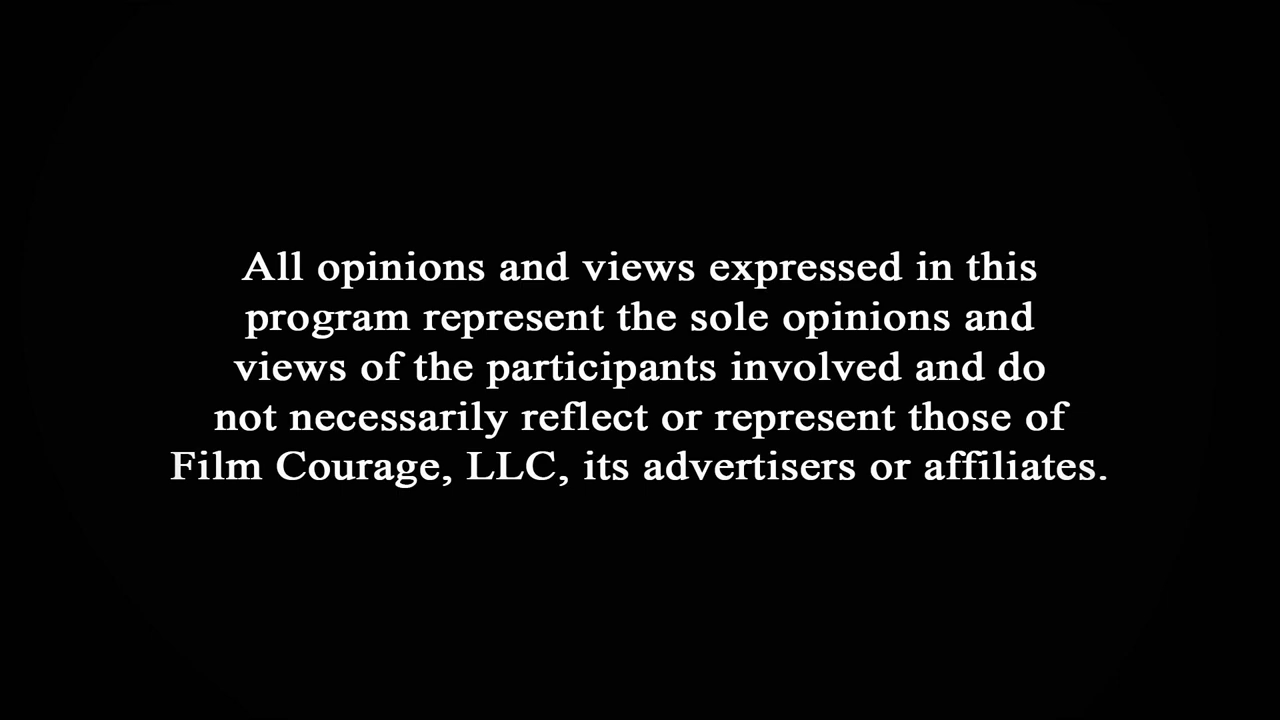 All opinions and views expressed in this
program represent the sole opinions and
views of the participants involved and do
not necessarily reflect or represent those of
Film Courage, LLC, its advertisers or affiliates.